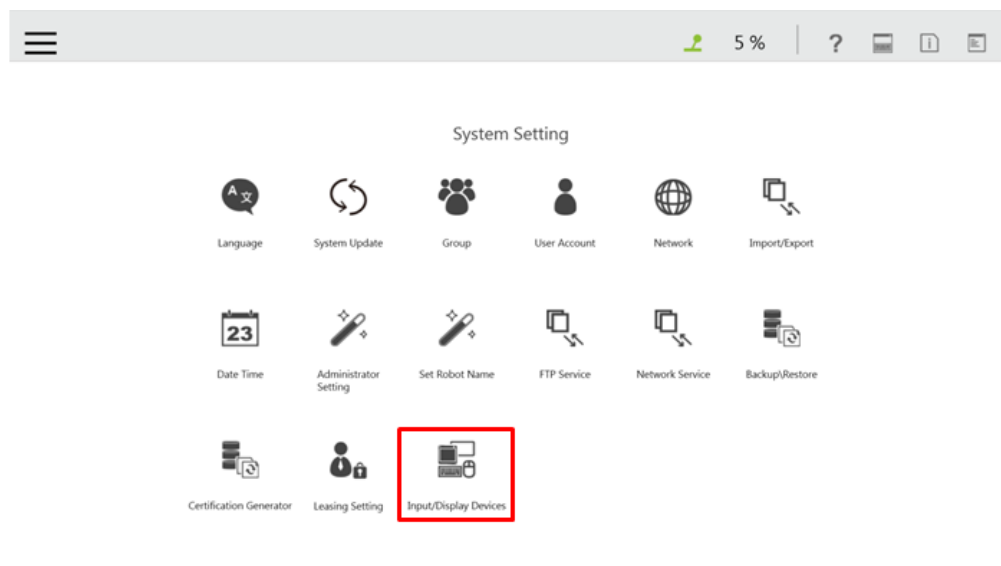 5 %
?
System Setting
A 文
Language
System Update
Group
User Account
Network
Import/Export
23
Date Time
Administrator
Setting
Set Robot Name
FTP Service
Network Service
Backup\Restore
Certification Generator
Leasing Setting
Input/Display Devices